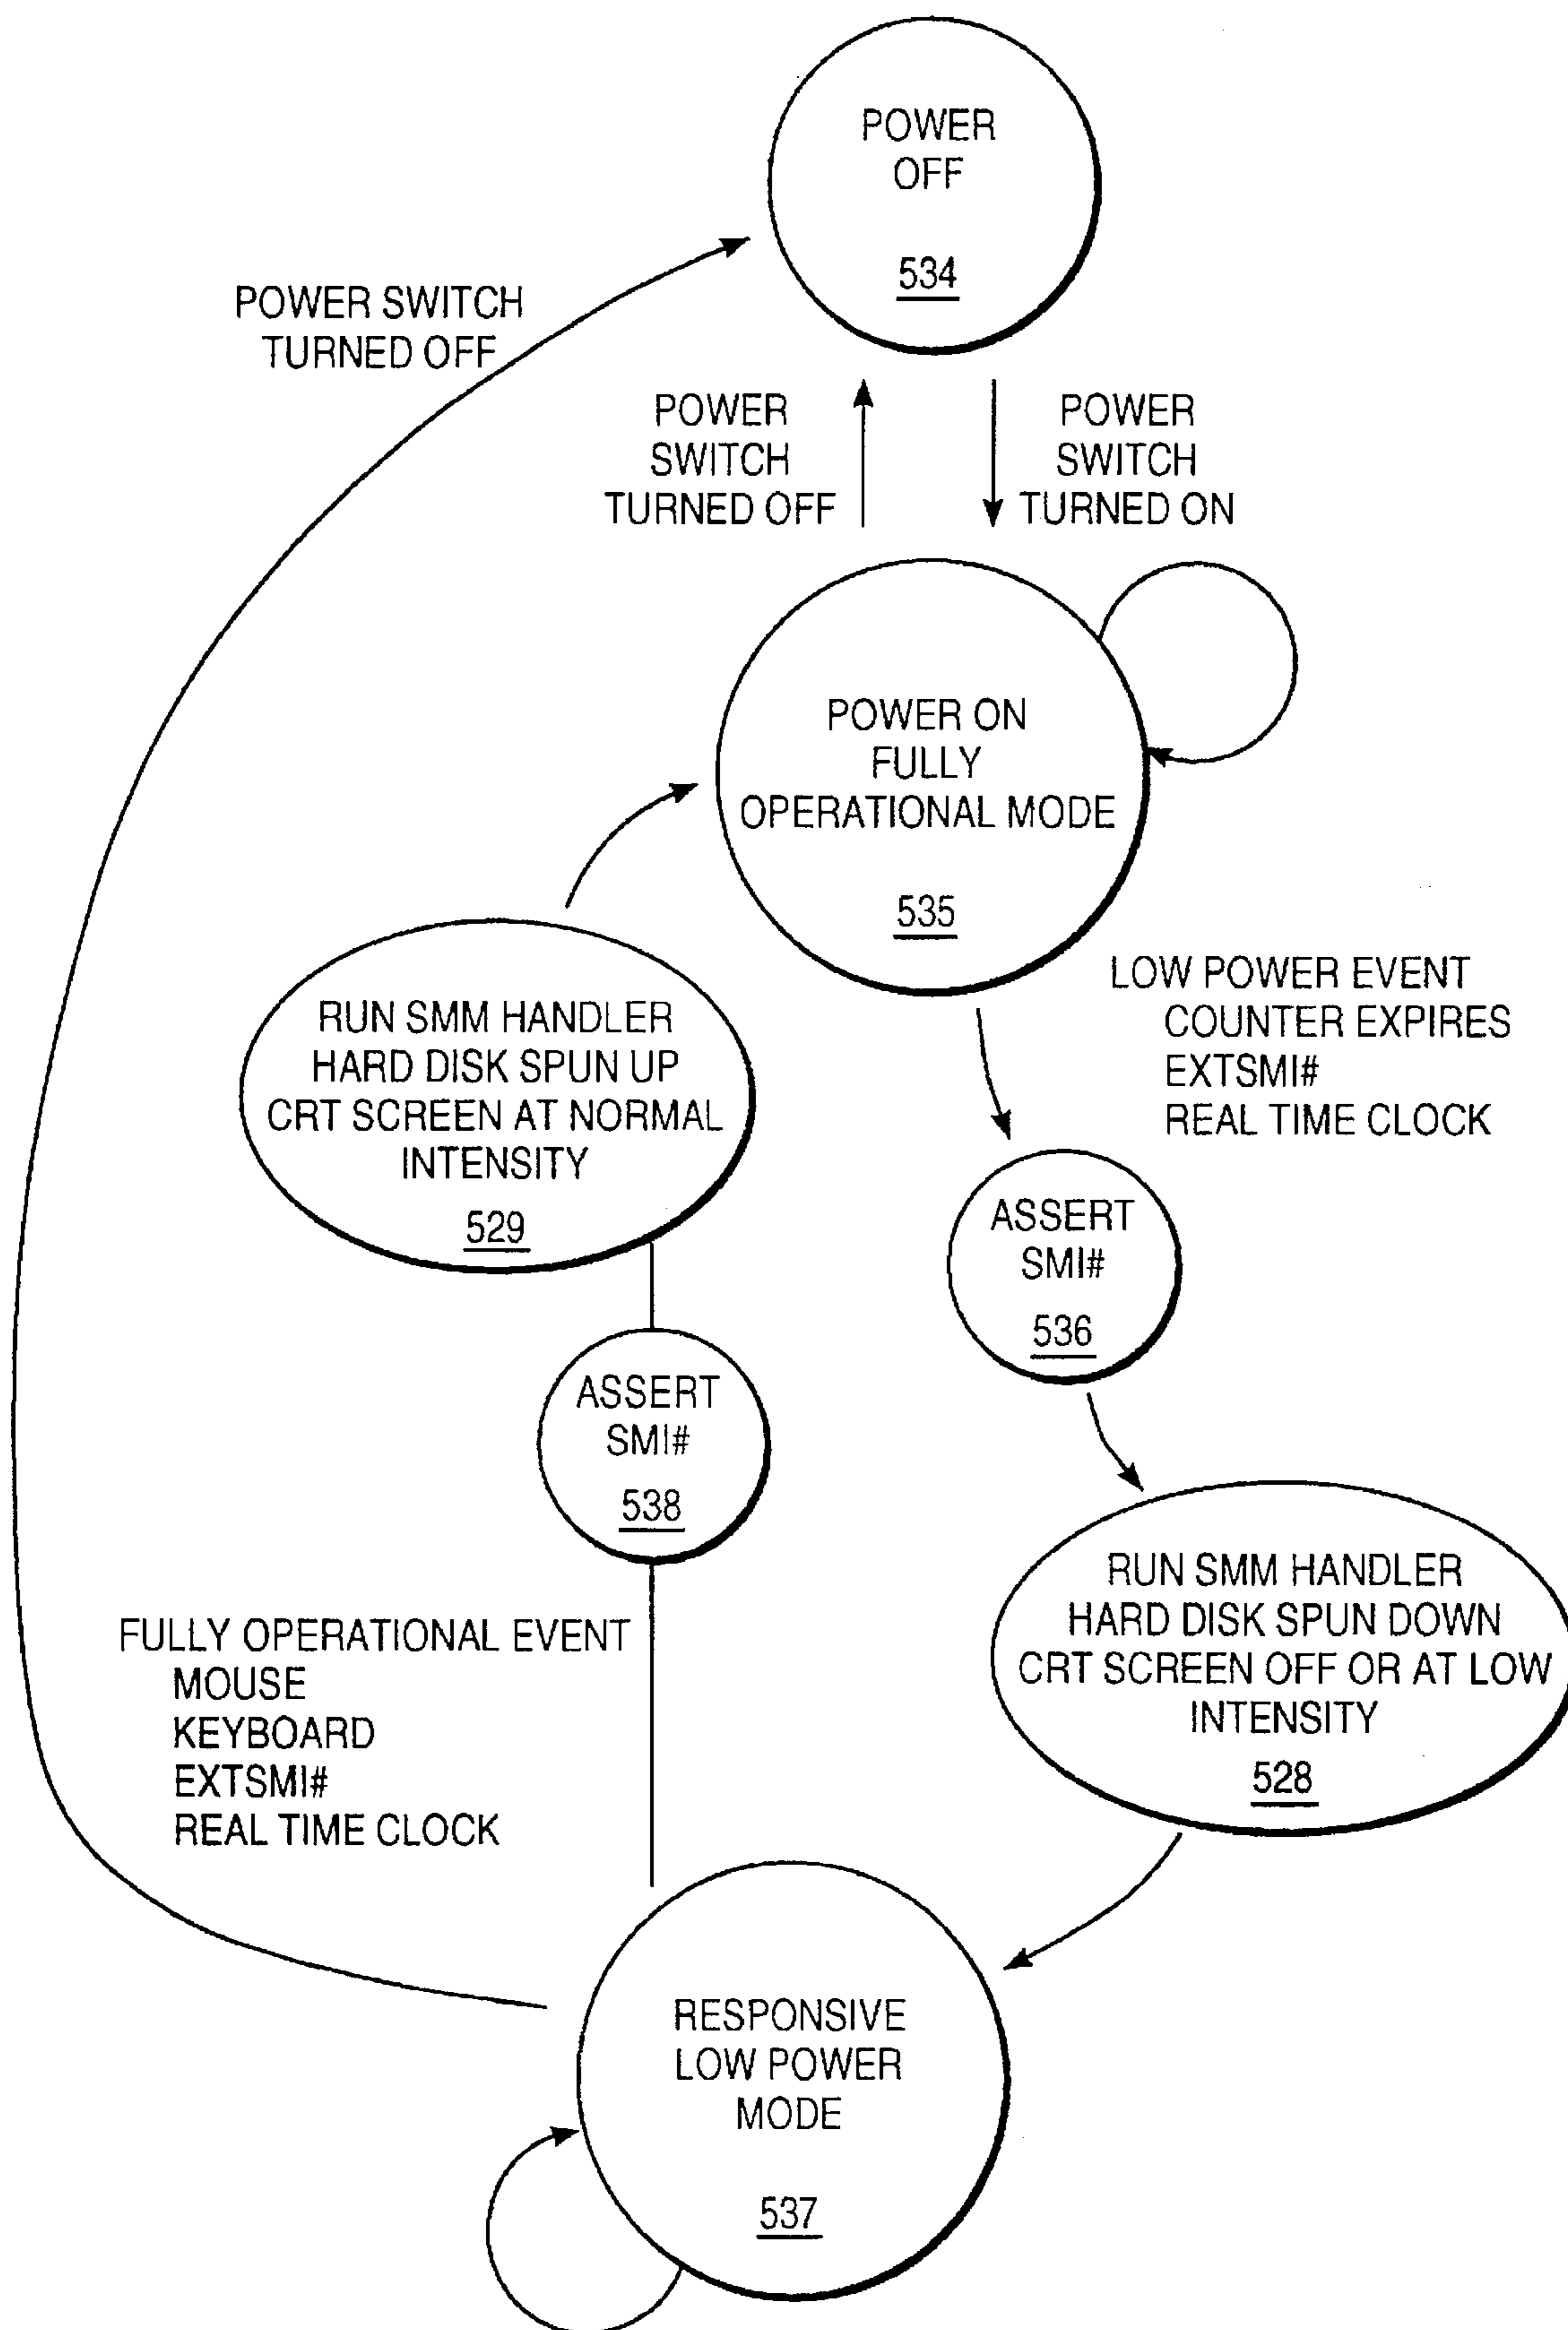 POWER
OFF
534
POWER SWITCH
TURNED OFF
POWER
SWITCH
TURNED OFF
POWER
SWITCH
TURNED ON
POWER ON
FULLY
OPERATIONAL MODE
535
LOW POWER EVENT
COUNTER EXPIRES
EXTSMI#
REAL TIME CLOCK
RUN SMM HANDLER
HARD DISK SPUN UP
CRT SCREEN AT NORMAL
INTENSITY
529
ASSERT
SMI#
536
ASSERT
SMI#
538
RUN SMM HANDLER
HARD DISK SPUN DOWN
CRT SCREEN OFF OR AT LOW
INTENSITY
528
FULLY OPERATIONAL EVENT
MOUSE
KEYBOARD
EXTSMI#
REAL TIME CLOCK
RESPONSIVE
LOW POWER
MODE
537